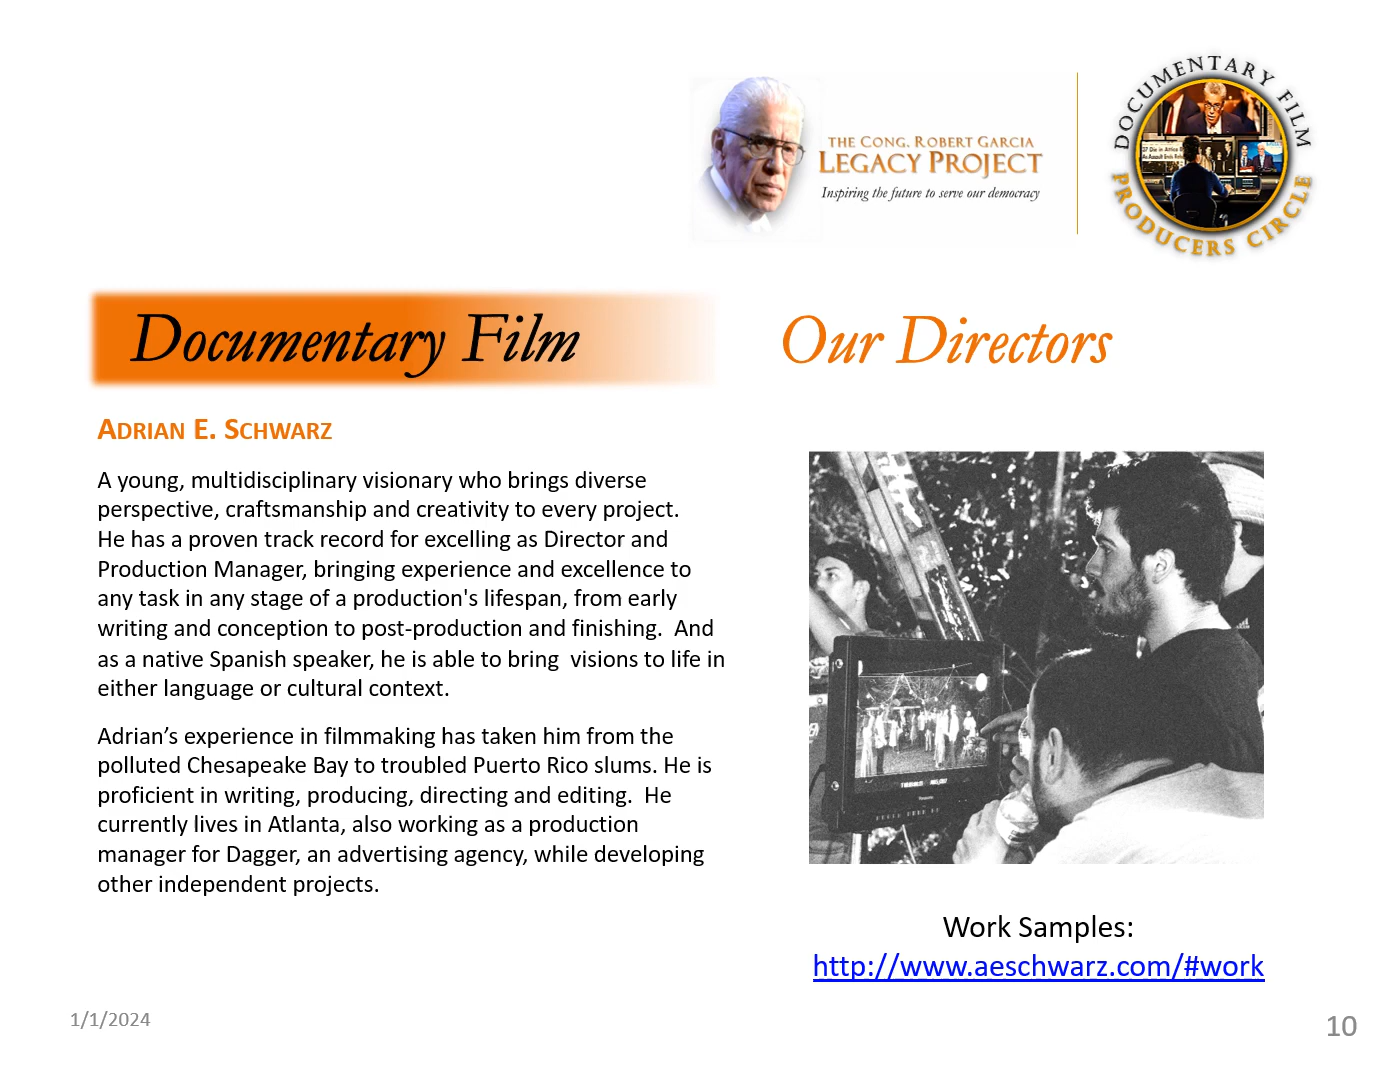 THE CONG. ROBERT GARCIA
LEGACY PROJECT
Inspiring the future to serve our democracy
DOCUMENTARY FILM
PRODUCERS CIRCLE
Documentary Film
Our Directors
ADRIAN E. SCHWARZ
A young, multidisciplinary visionary who brings diverse
perspective, craftsmanship and creativity to every project.
He has a proven track record for excelling as Director and
Production Manager, bringing experience and excellence to
any task in any stage of a production's lifespan, from early
writing and conception to post-production and finishing.  And
as a native Spanish speaker, he is able to bring  visions to life in
either language or cultural context.
Adrian’s experience in filmmaking has taken him from the
polluted Chesapeake Bay to troubled Puerto Rico slums. He is
proficient in writing, producing, directing and editing.  He
currently lives in Atlanta, also working as a production
manager for Dagger, an advertising agency, while developing
other independent projects.
Panasonic
Work Samples:
http://www.aeschwarz.com/#work
1/1/2024
10